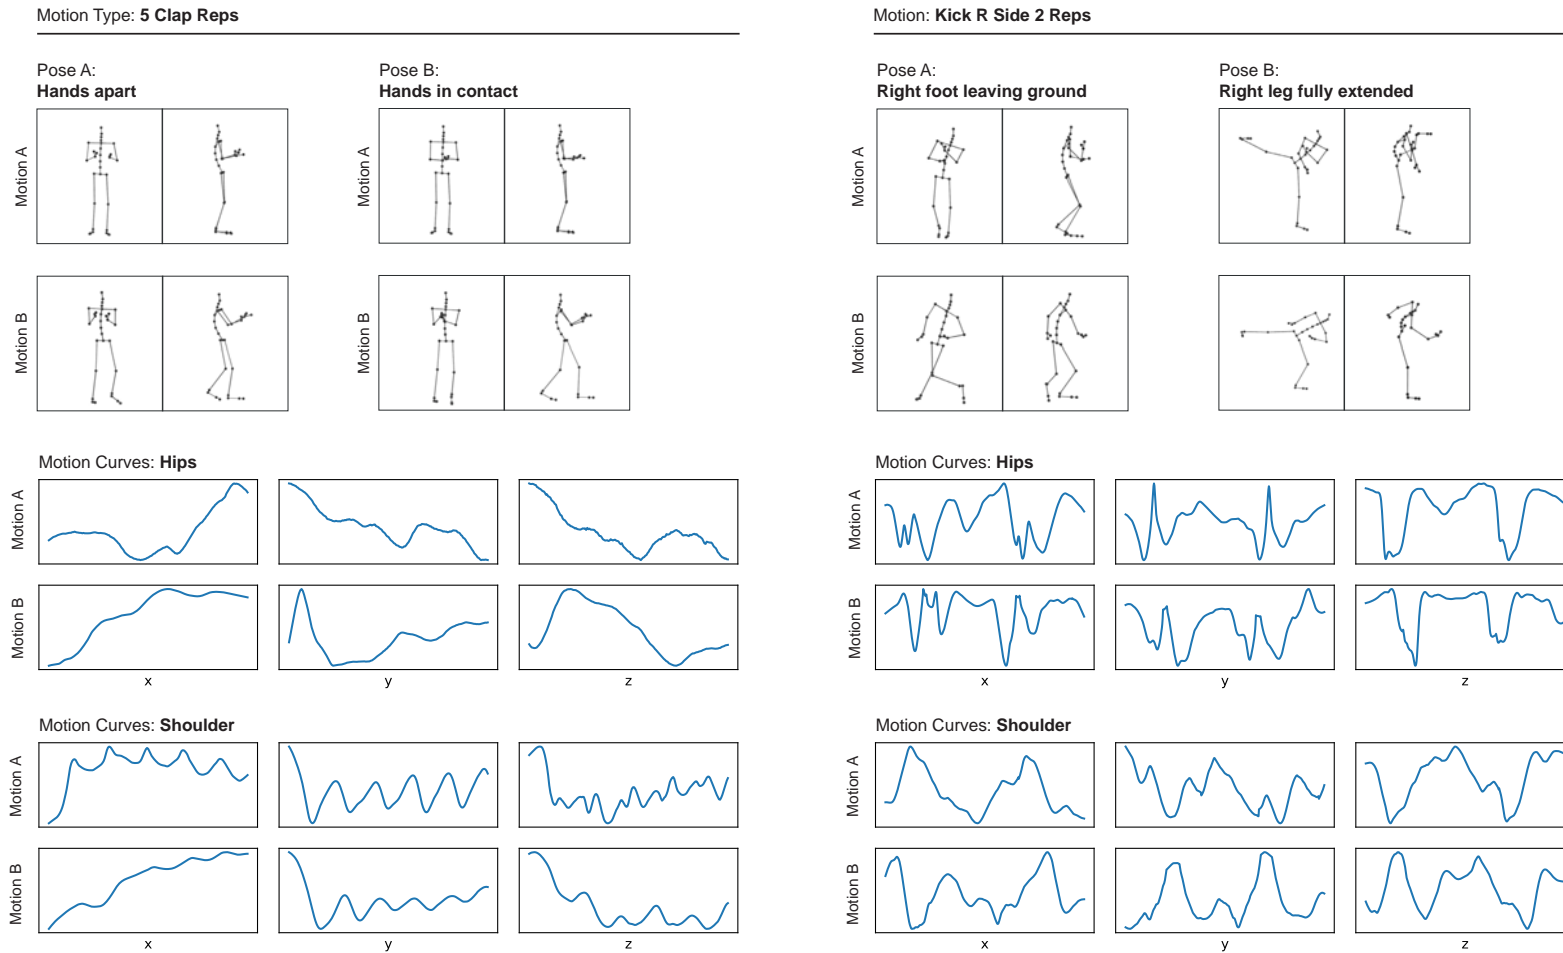 Motion Type: 5 Clap Reps
Pose A:
Hands apart
Pose B:
Hands in contact
Motion A
Motion B
Motion Curves: Hips
Motion A
Motion B
x
y
z
Motion Curves: Shoulder
Motion A
Motion B
x
y
z
Motion: Kick R Side 2 Reps
Pose A:
Right foot leaving ground
Pose B:
Right leg fully extended
Motion A
Motion A
Motion B
Motion B
Motion Curves: Hips
Motion A
Motion B
x
y
z
Motion Curves: Shoulder
Motion A
Motion B
x
y
z
Motion A
Motion B